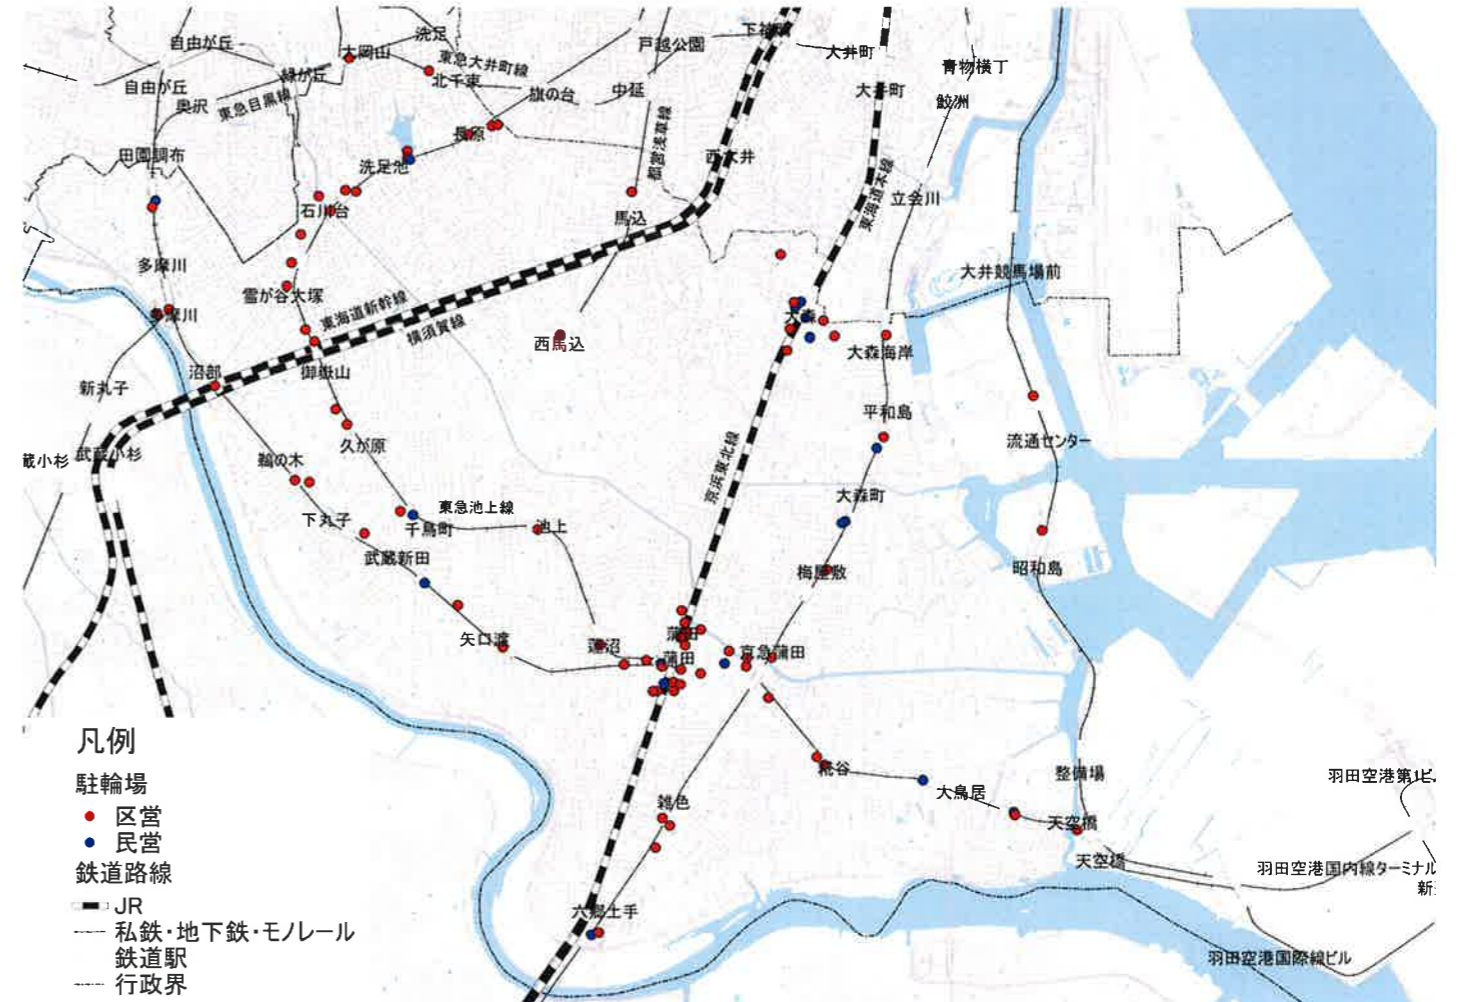 自由が丘
大岡山
洗足
戸越公園
下神明
大井町
緑が丘
東急大井町線
青物横丁
自由が丘
北千束
旗の台
中延
大井町
奥沢
東急目黒線
鮫洲
長原
都営浅草線
田園調布
洗足池
西大井
東海道本線
石川台
馬込
立会川
多摩川
大井競馬場前
雪が谷大塚
東海道新幹線
多摩川
横須賀線
大森
西馬込
大森海岸
沼部
御嶽山
新丸子
平和島
久が原
流通センター
蔵小杉
武蔵小杉
鵜の木
京浜東北線
大森町
東急池上線
下丸子
千鳥町
池上
武蔵新田
梅屋敷
昭和島
矢口渡
蓮沼
蒲田
蒲田
京急蒲田
糀谷
整備場
羽田空港第1ビ
大鳥居
雑色
天空橋
天空橋
羽田空港国内線ターミナル
新
六郷土手
羽田空港国際線ビル
凡例
駐輪場
区営
民営
鉄道路線
JR
私鉄・地下鉄・モノレール
鉄道駅
行政界